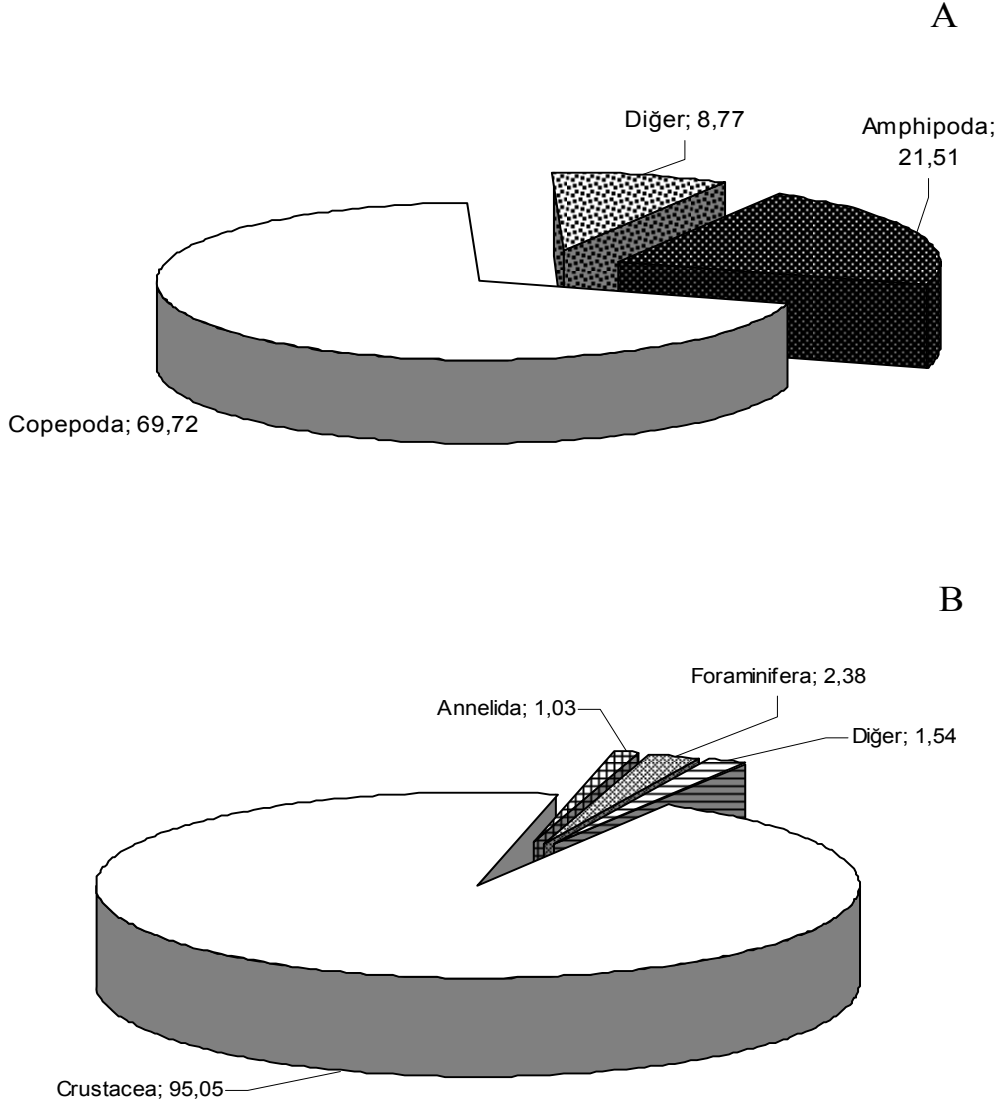 A
Diğer; 8,77
Amphipoda;
21,51
Copepoda; 69,72
B
Foraminifera; 2,38
Annelida; 1,03
Diğer; 1,54
Crustacea; 95,05